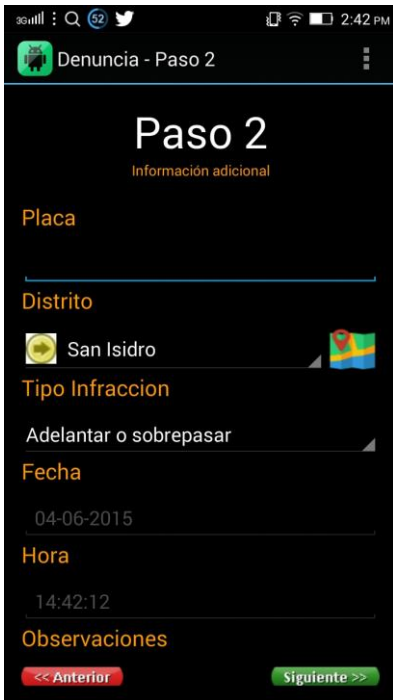 3G 52 2:42 PM
Denuncia - Paso 2
Paso 2
Información adicional
Placa
Distrito
San Isidro
Tipo Infraccion
Adelantar o sobrepasar
Fecha
04-06-2015
Hora
14:42:12
Observaciones
<< Anterior Siguiente >>